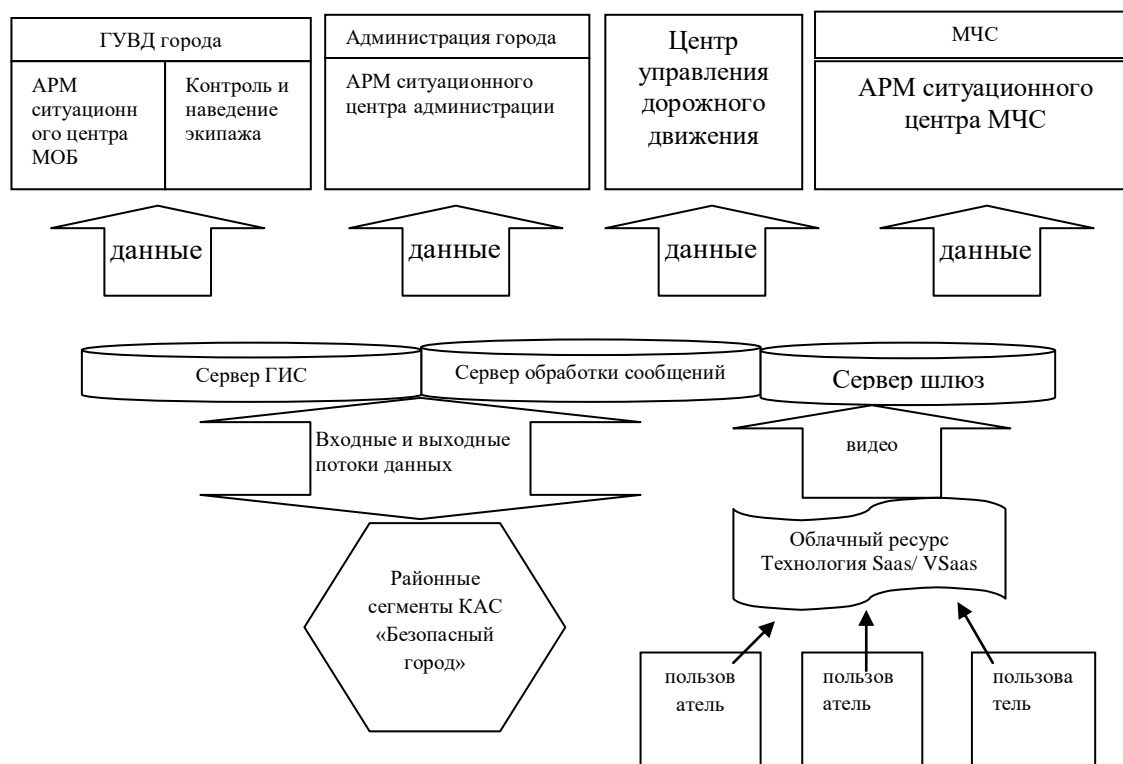 ГУВД города
АРМ
ситуационн
ого центра
МОБ
Контроль и
наведение
экипажа
Администрация города
АРМ ситуационного
центра администрации
Центр
управления
дорожного
движения
МЧС
АРМ ситуационного
центра МЧС
данные
данные
данные
данные
Сервер ГИС
Сервер обработки сообщений
Сервер шлюз
Входные и выходные
потоки данных
видео
Районные
сегменты КАС
«Безопасный
город»
Облачный ресурс
Технология Saas/ VSaas
пользов
атель
пользов
атель
пользова
тель